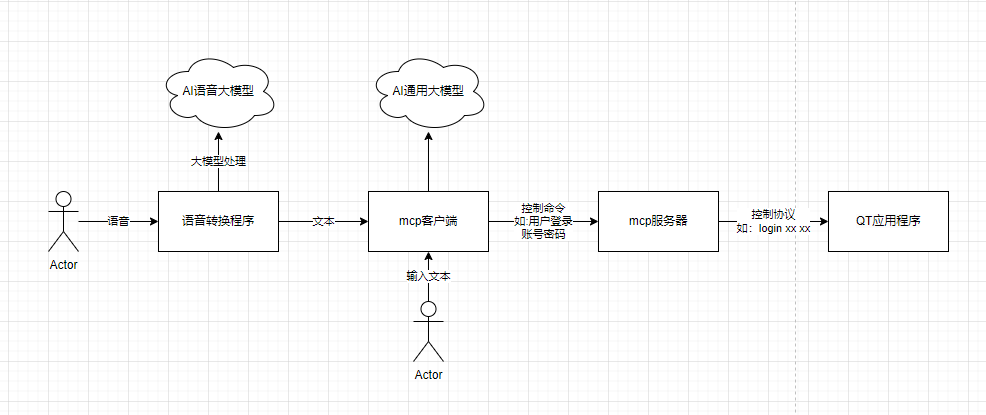 AI语音大模型
AI通用大模型
大模型处理
语音
语音转换程序
文本
mcp客户端
控制命令
如:用户登录
账号密码
mcp服务器
控制协议
如：login xx xx
QT应用程序
Actor
输入文本
Actor